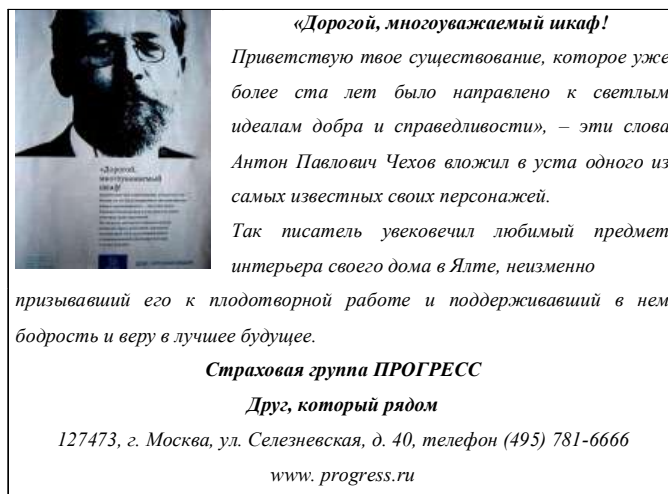 «Дорогой, многоуважаемый шкаф!
Приветствую твое существование, которое уже
более ста лет было направлено к светлым
идеалам добра и справедливости», – эти слова
Антон Павлович Чехов вложил в уста одного из
самых известных своих персонажей.
Так писатель увековечил любимый предмет
интерьера своего дома в Ялте, неизменно
призывавший его к плодотворной работе и поддерживавший в нем
бодрость и веру в лучшее будущее.
Страховая группа ПРОГРЕСС
Друг, который рядом
127473, г. Москва, ул. Селезневская, д. 40, телефон (495) 781-6666
www. progress.ru
«Дорогой,
многоуважаемый
шкаф!